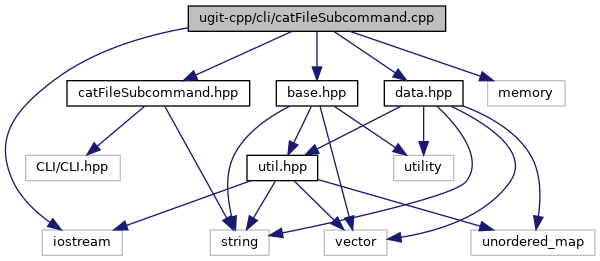 ugit-cpp/cli/catFileSubcommand.cpp
catFileSubcommand.hpp
base.hpp
data.hpp
memory
CLI/CLI.hpp
util.hpp
utility
iostream
string
vector
unordered_map